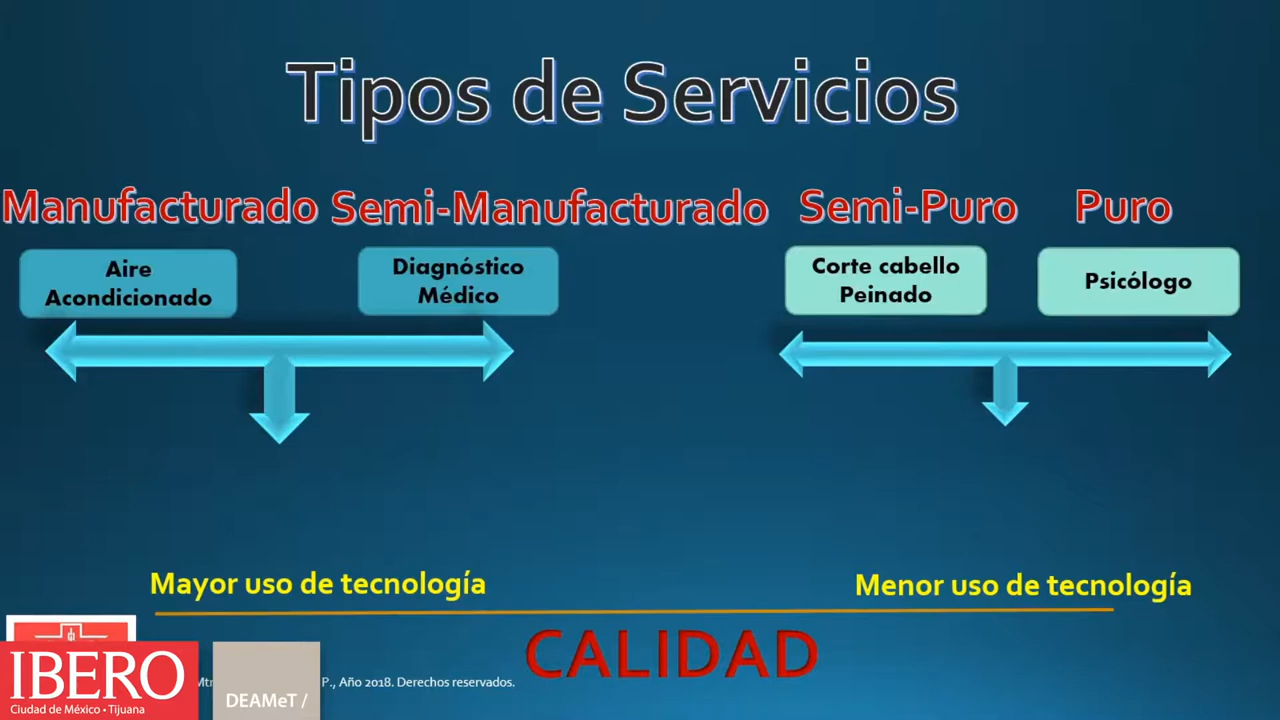 Tipos de Servicios
Manufacturado Semi-Manufacturado Semi-Puro Puro
Aire
Acondicionado
Diagnóstico
Médico
Corte cabello
Peinado
Psicólogo
Mayor uso de tecnología
Menor uso de tecnología
CALIDAD
P., Año 2018. Derechos reservados.
IBERO
Ciudad de México • Tijuana
DEAMeT /